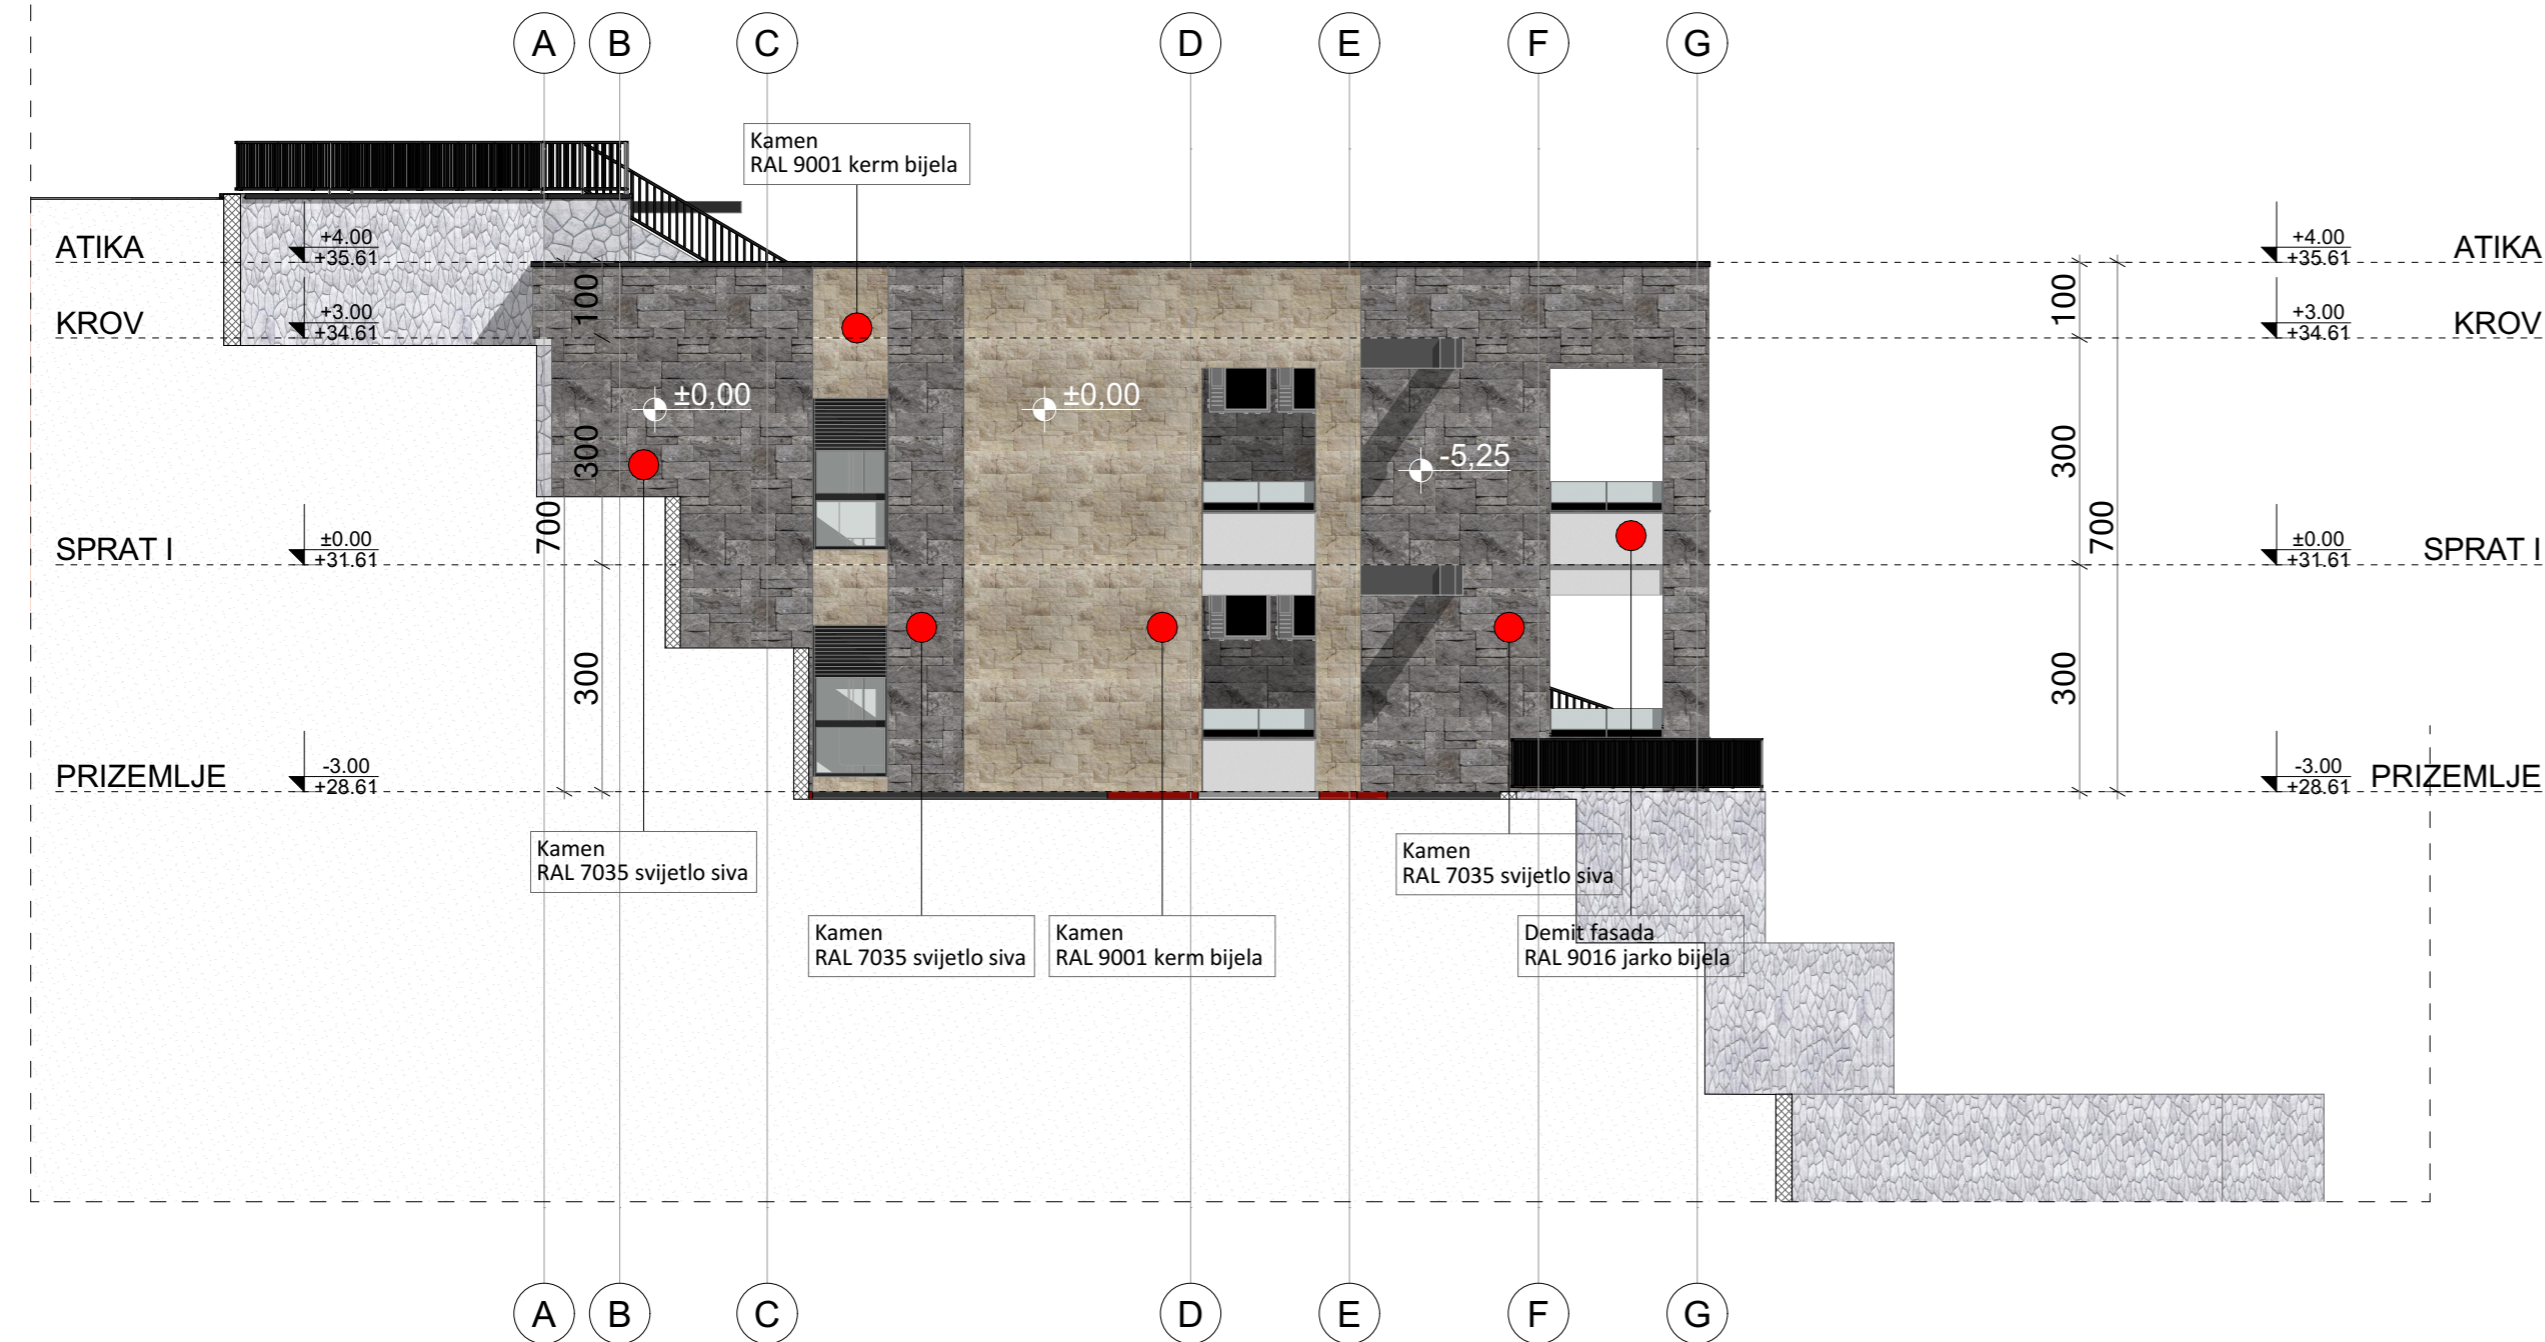 A B C D E F G
Kamen
RAL 9001 kerm bijela
ATIKA
+4.00
+35.61
+4.00
+35.61
ATIKA
100
100
KROV
+3.00
+34.61
+3.00
+34.61
KROV
±0,00
±0,00
-5,25
300
300
700
700
SPRAT I
±0.00
+31.61
±0.00
+31.61
SPRAT I
300
300
PRIZEMLJE
-3.00
+28.61
-3.00
+28.61
PRIZEMLJE
Kamen
RAL 7035 svijetlo siva
Kamen
RAL 7035 svijetlo siva
Kamen
RAL 7035 svijetlo siva
Kamen
RAL 9001 kerm bijela
Demit fasada
RAL 9016 jarko bijela
A B C D E F G